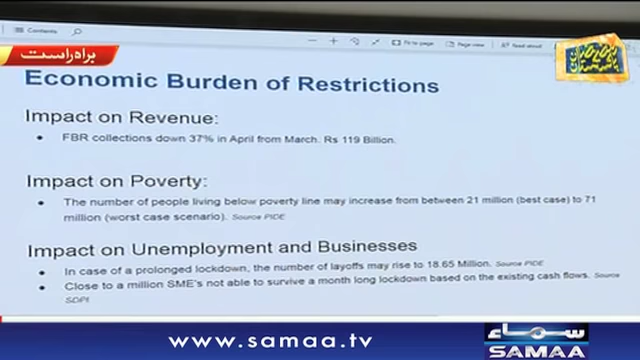 Contents
Fit to page
Page view
Read aloud
براہ راست
Economic Burden of Restrictions
Impact on Revenue:
• FBR collections down 37% in April from March. Rs 119 Billion.
Impact on Poverty:
• The number of people living below poverty line may increase from between 21 million (best case) to 71
million (worst case scenario). Source PIDE
Impact on Unemployment and Businesses
• In case of a prolonged lockdown, the number of layoffs may rise to 18.65 Million. Source PIDE
• Close to a million SME's not able to survive a month long lockdown based on the existing cash flows. Source
SDPI
www.samaa.tv
سماء
SAMAA